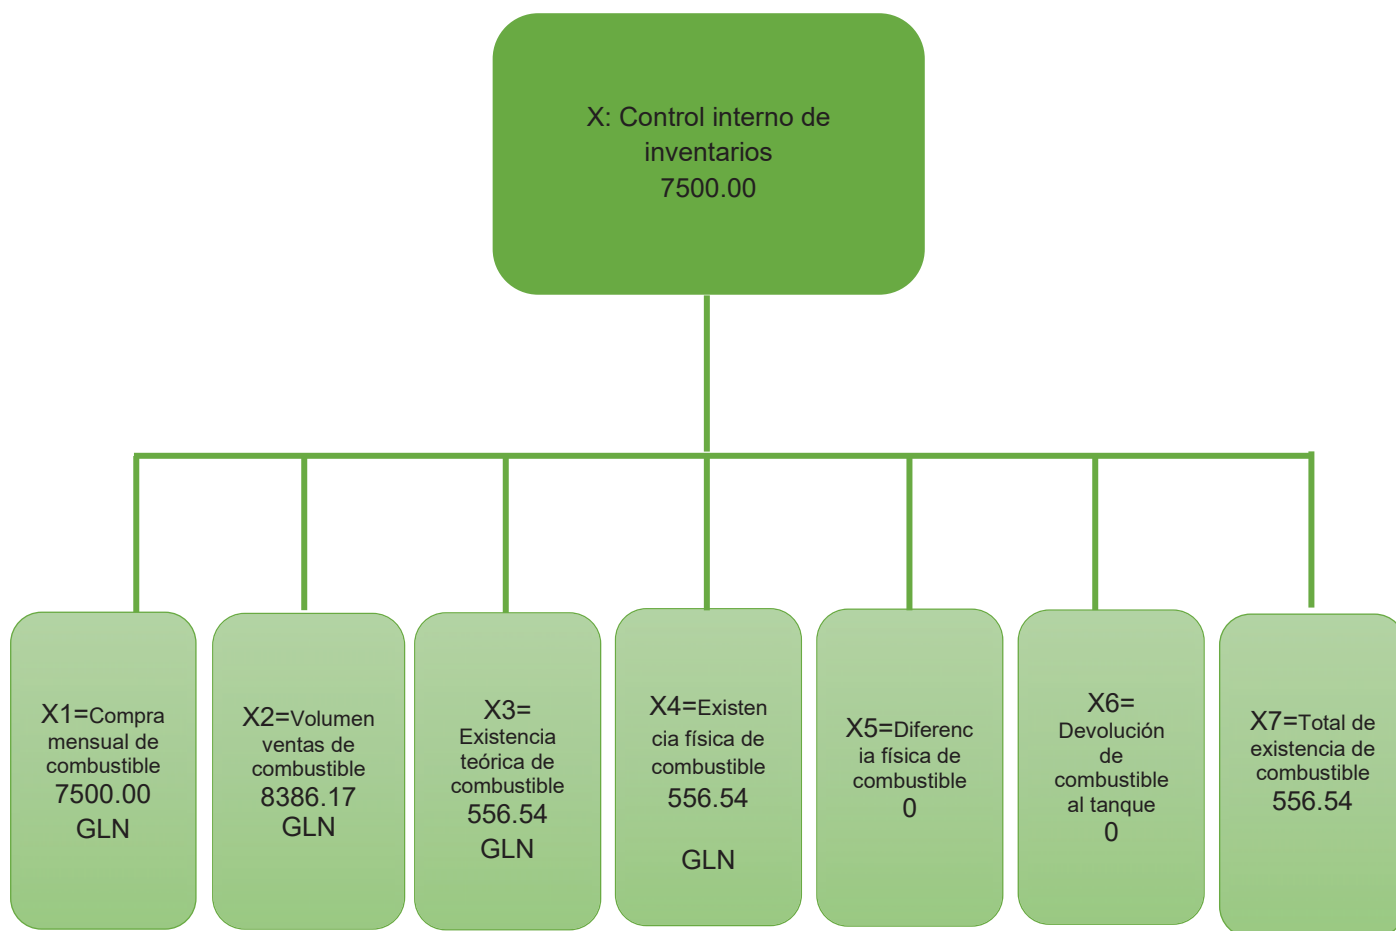 X: Control interno de
inventarios
7500.00
X1=Compra
mensual de
combustible
7500.00
GLN
X2=Volumen
ventas de
combustible
8386.17
GLN
X3=
Existencia
teórica de
combustible
556.54
GLN
X4=Existen
cia física de
combustible
556.54
GLN
X5=Diferenc
ia física de
combustible
0
X6=
Devolución
de
combustible
al tanque
0
X7=Total de
existencia de
combustible
556.54